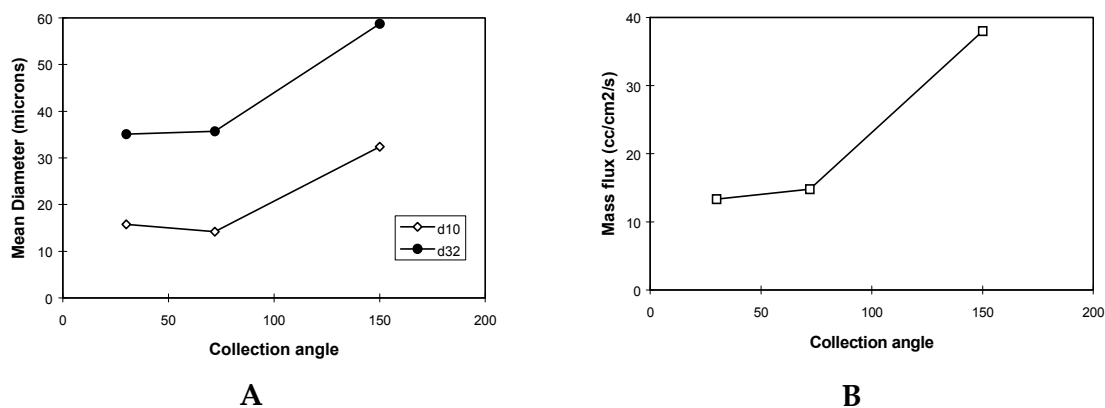 60
50
40
30
20
10
0
0 50 100 150 200
Mean Diameter (microns)
Collection angle
d10
d32
A
40
30
20
10
0
0 50 100 150 200
Mass flux (cc/cm2/s)
Collection angle
B